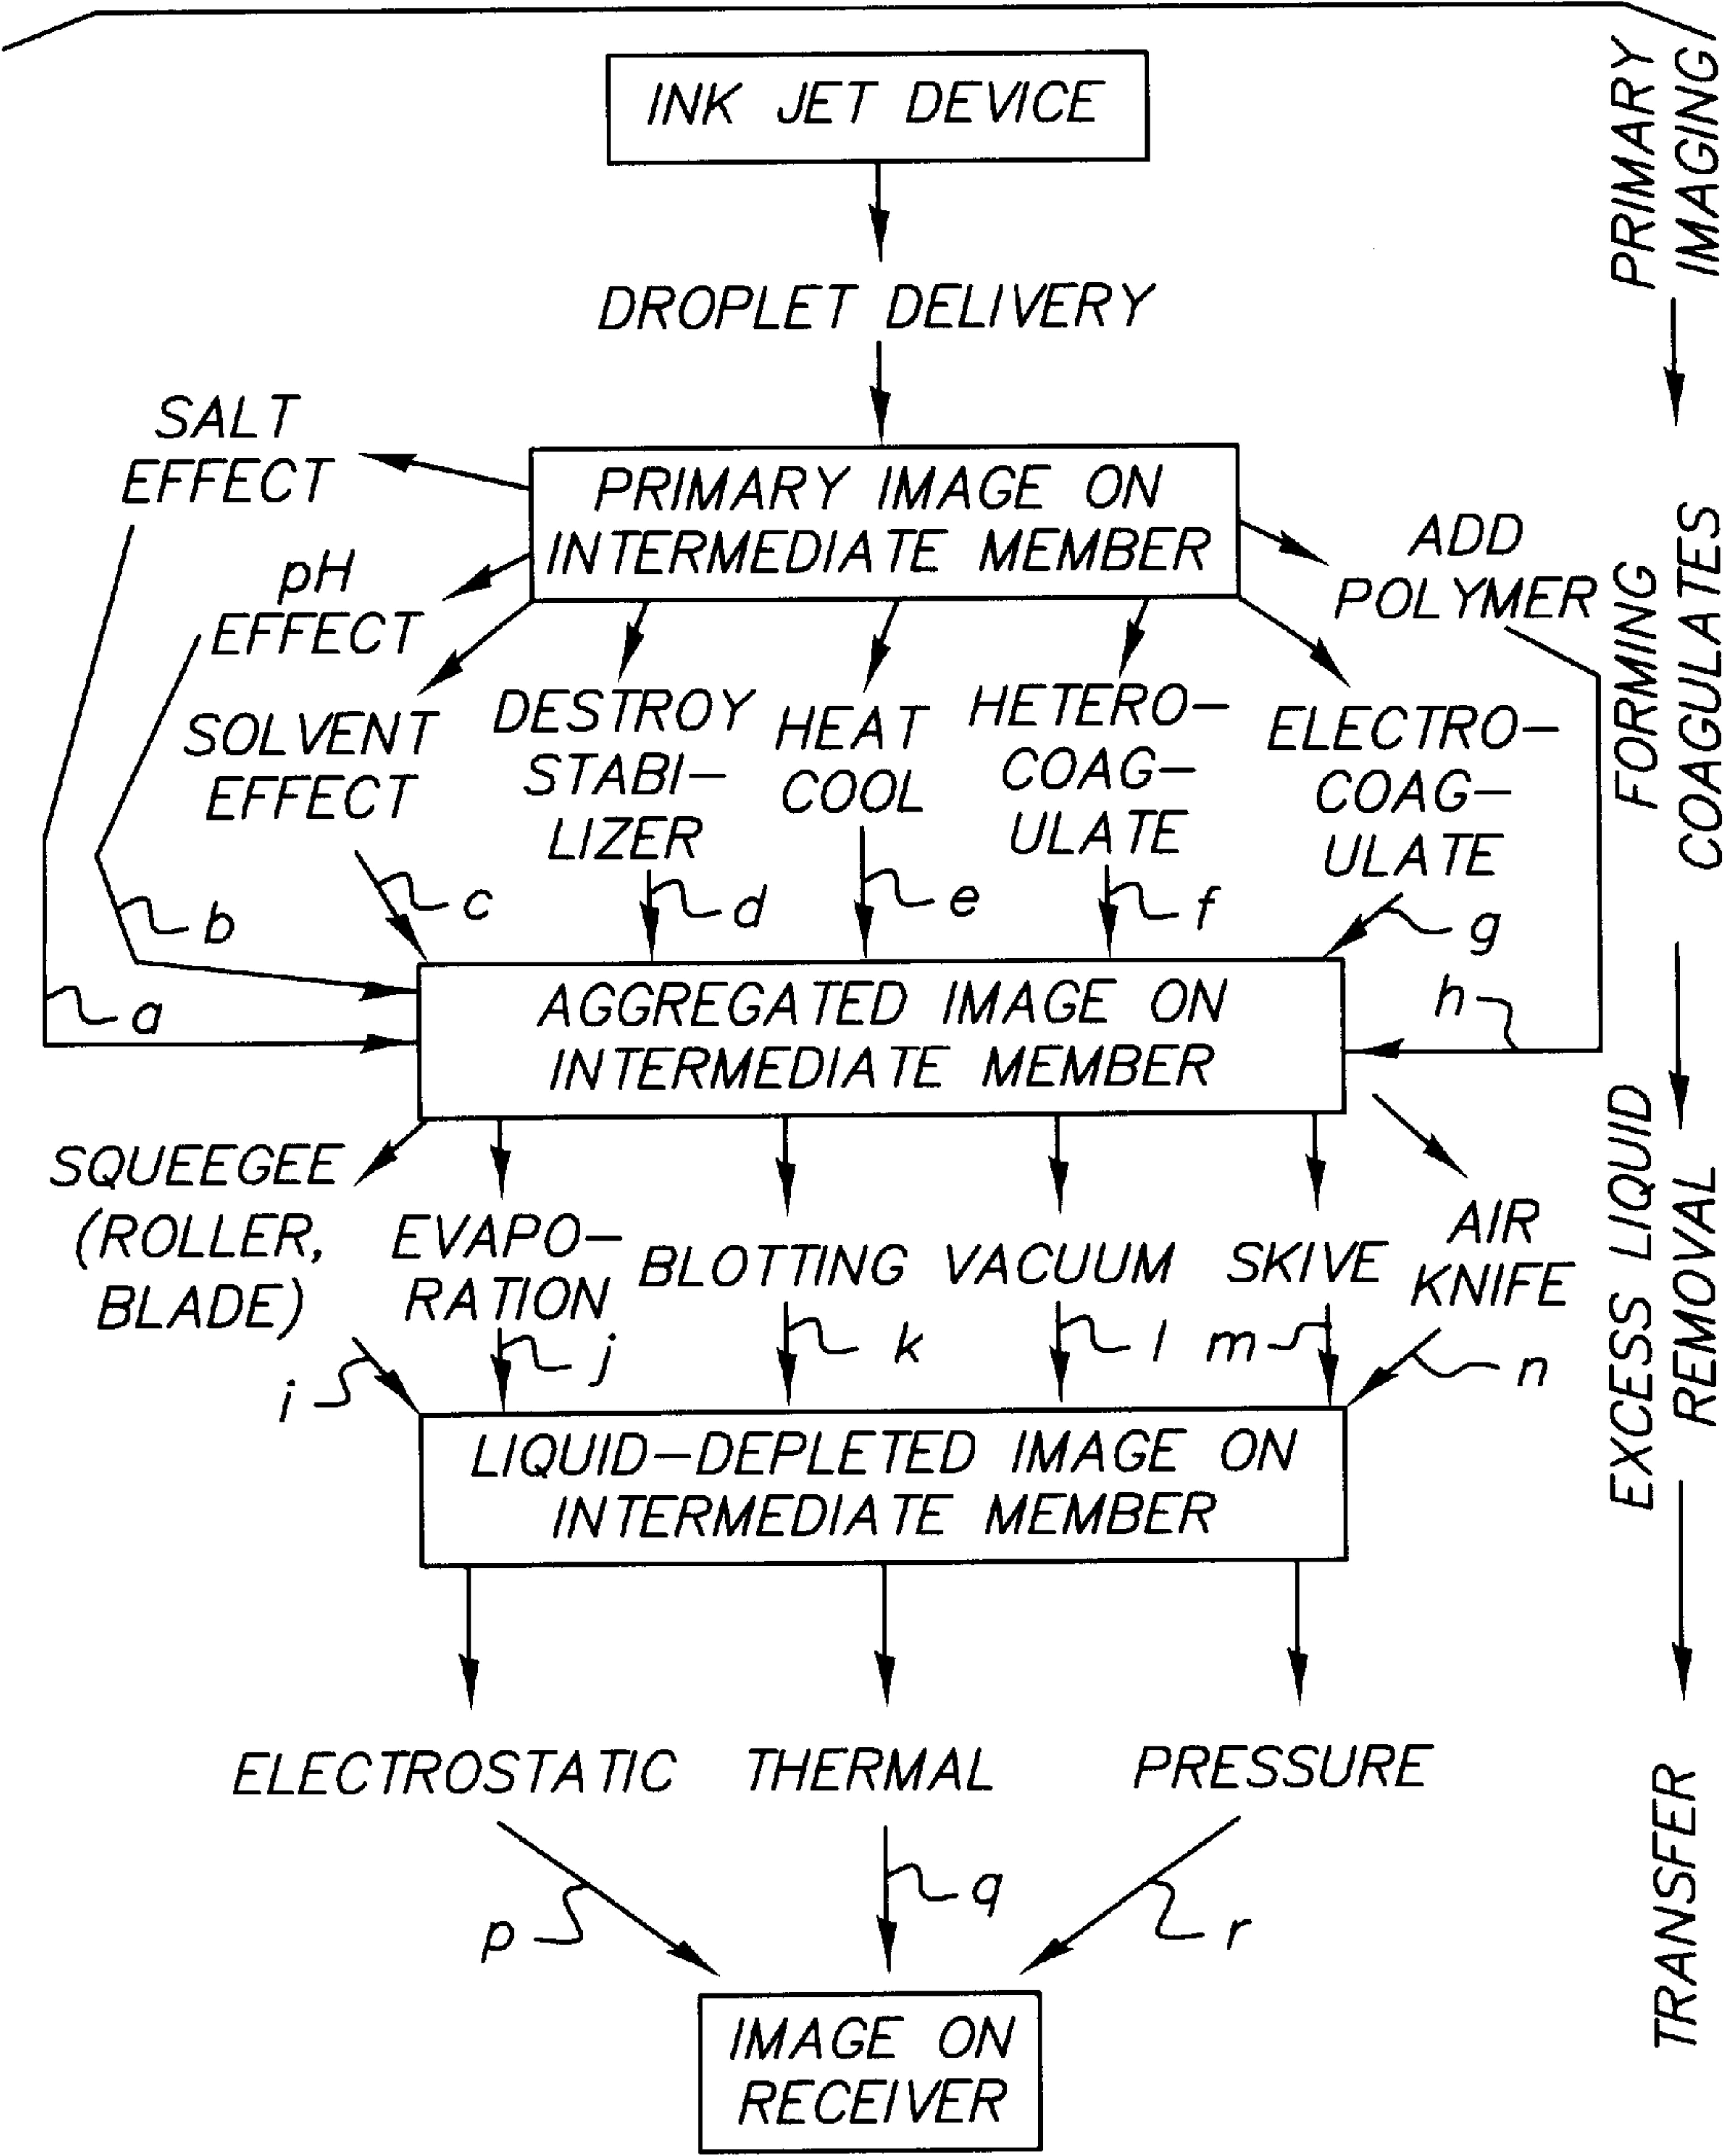 INK JET DEVICE
DROPLET DELIVERY
PRIMARY IMAGE ON
INTERMEDIATE MEMBER
SALT
EFFECT
pH
EFFECT
SOLVENT
EFFECT
DESTROY
STABI-
LIZER
HEAT
COOL
HETERO-
COAG-
ULATE
ELECTRO-
COAG-
ULATE
ADD
POLYMER
a
b
c
d
e
f
g
h
AGGREGATED IMAGE ON
INTERMEDIATE MEMBER
SQUEEGEE
(ROLLER,
BLADE)
EVAPO-
RATION
BLOTTING
VACUUM
SKIVE
AIR
KNIFE
i
j
k
l
m
n
LIQUID-DEPLETED IMAGE ON
INTERMEDIATE MEMBER
ELECTROSTATIC
THERMAL
PRESSURE
p
q
r
IMAGE ON
RECEIVER
PRIMARY
IMAGING
FORMING
COAGULATES
EXCESS LIQUID
REMOVAL
TRANSFER